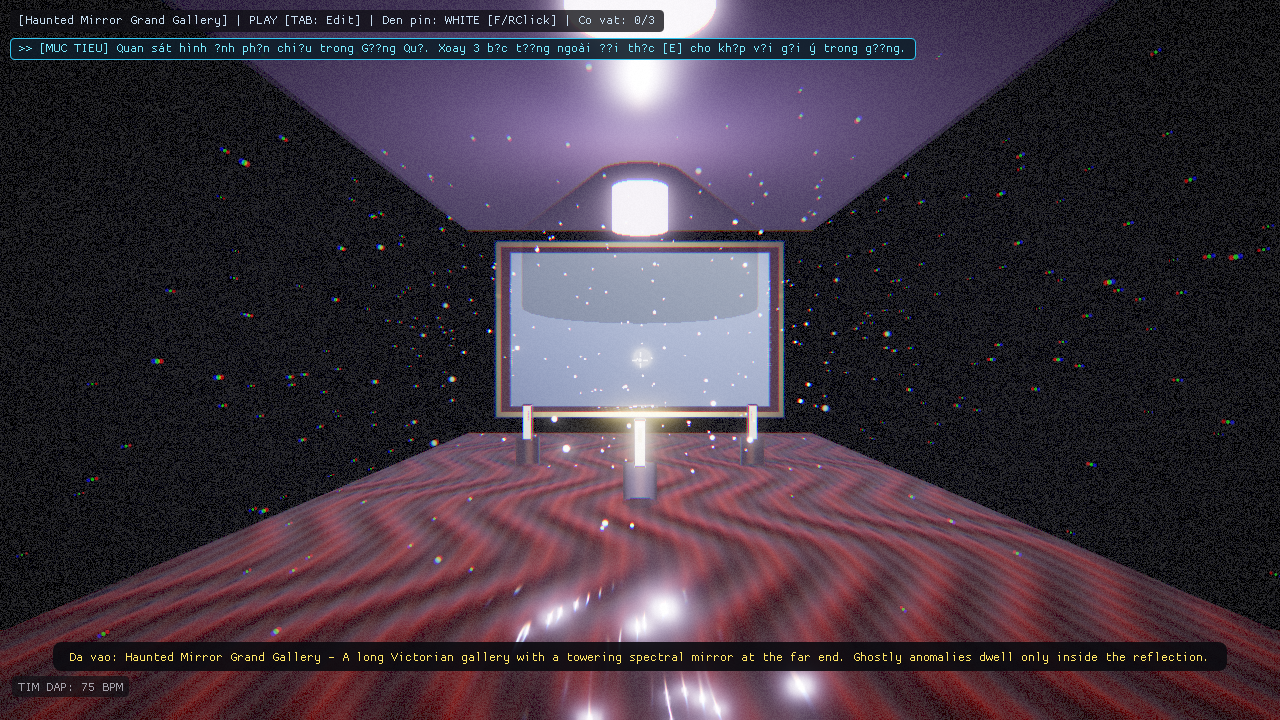 [Haunted Mirror Grand Gallery] | PLAY [TAB: Edit] | Den pin: WHITE [F/RClick] | Co vat: 0/3
>> [MUC TIEU] Quan sát hình ?nh ph?n chi?u trong G??ng Qu?. Xoay 3 b?c t??ng ngoài ??i th?c [E] cho kh?p v?i g?i ý trong g??ng.
Da vao: Haunted Mirror Grand Gallery - A long Victorian gallery with a towering spectral mirror at the far end. Ghostly anomalies dwell only inside the reflection.
TIM DAP: 75 BPM